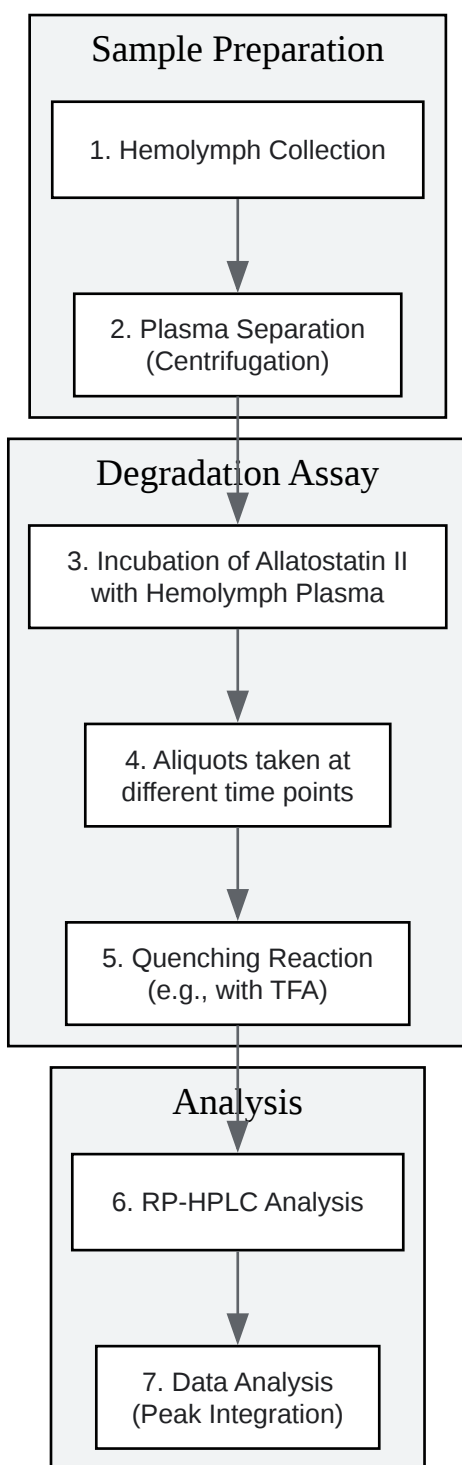 Sample Preparation
1. Hemolymph Collection
2. Plasma Separation
(Centrifugation)
Degradation Assay
3. Incubation of Allatostatin II
with Hemolymph Plasma
4. Aliquots taken at
different time points
5. Quenching Reaction
(e.g., with TFA)
Analysis
6. RP-HPLC Analysis
7. Data Analysis
(Peak Integration)